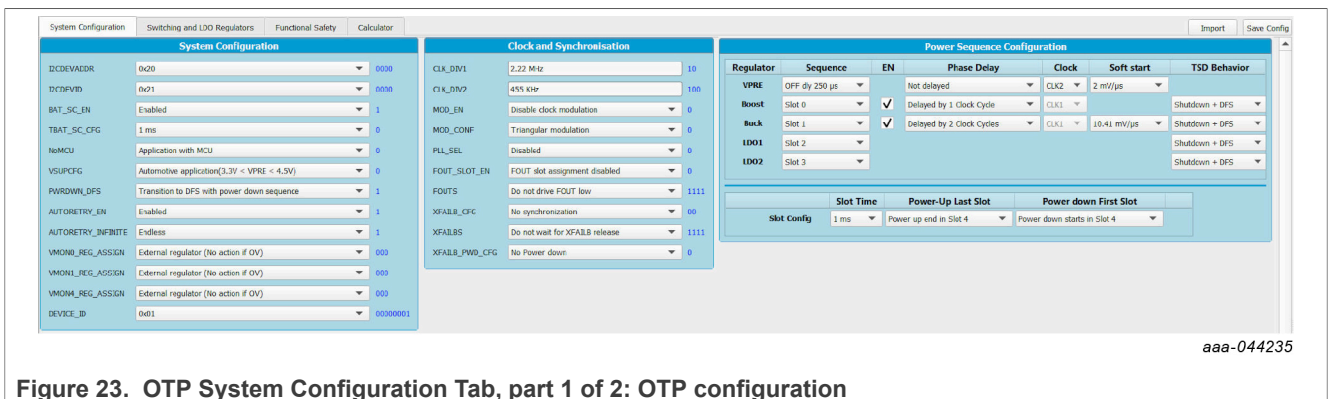 System Configuration Switching and LDO Regulators Functional Safety Calculator Import Save Config
System Configuration
I2CDEVADDR 0x20 0000
I2CDEVID 0x21 0000
BAT_SC_EN Enabled 1
TBAT_SC_CFG 1 ms 0
NoMCU Application with MCU 0
VSUPCFG Automotive application(3.3V < VPRE < 4.5V) 0
PWRDWN_DFS Transition to DFS with power down sequence 1
AUTORETRY_EN Enabled 1
AUTORETRY_INFINITE Endless 1
VMON0_REG_ASSIGN External regulator (No action if OV) 000
VMON1_REG_ASSIGN External regulator (No action if OV) 000
VMON4_REG_ASSIGN External regulator (No action if OV) 000
DEVICE_ID 0x01 00000001
Clock and Synchronisation
CLK_DIV1 2.22 MHz 10
CLK_DIV2 455 KHz 100
MOD_EN Disable clock modulation 0
MOD_CONF Triangular modulation 0
PLL_SEL Disabled 0
FOUT_SLOT_EN FOUT slot assignment disabled 0
FOUTS Do not drive FOUT low 1111
XFAILB_CFG No synchronization 00
XFAILBS Do not wait for XFAILB release 1111
XFAILB_PWD_CFG No Power down 0
Power Sequence Configuration
Regulator Sequence EN Phase Delay Clock Soft start TSD Behavior
VPRE OFF dly 250 µs Not delayed CLK2 2 mV/µs
Boost Slot 0 Delayed by 1 Clock Cycle CLK1 Shutdown + DFS
Buck Slot 1 Delayed by 2 Clock Cycles CLK1 10.41 mV/µs Shutdown + DFS
LDO1 Slot 2 Shutdown + DFS
LDO2 Slot 3 Shutdown + DFS
Slot Time Power-Up Last Slot Power down First Slot
Slot Config 1 ms Power up end in Slot 4 Power down starts in Slot 4
aaa-044235
Figure 23. OTP System Configuration Tab, part 1 of 2: OTP configuration